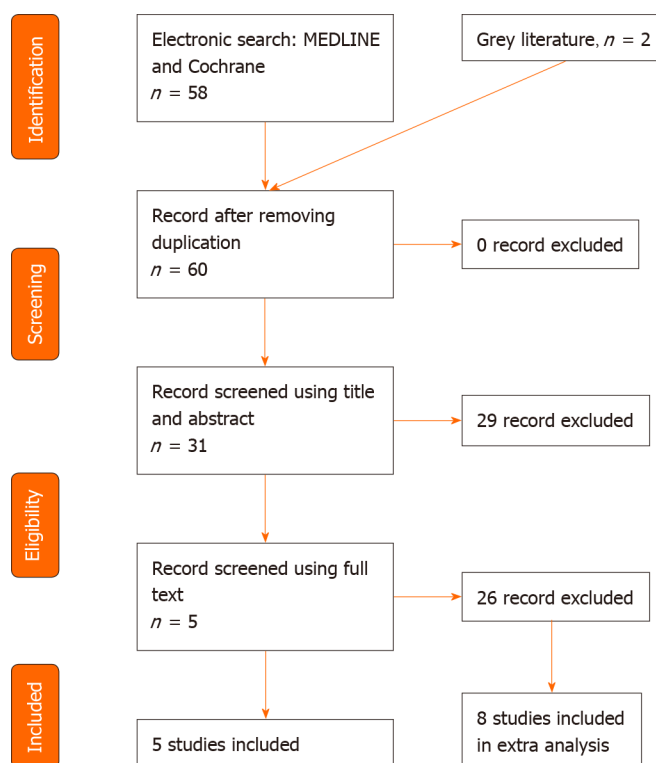 Identification
Electronic search: MEDLINE
and Cochrane
n = 58
Grey literature, n = 2
Screening
Record after removing
duplication
n = 60
0 record excluded
Record screened using title
and abstract
n = 31
29 record excluded
Eligibility
Record screened using full
text
n = 5
26 record excluded
Included
5 studies included
8 studies included
in extra analysis